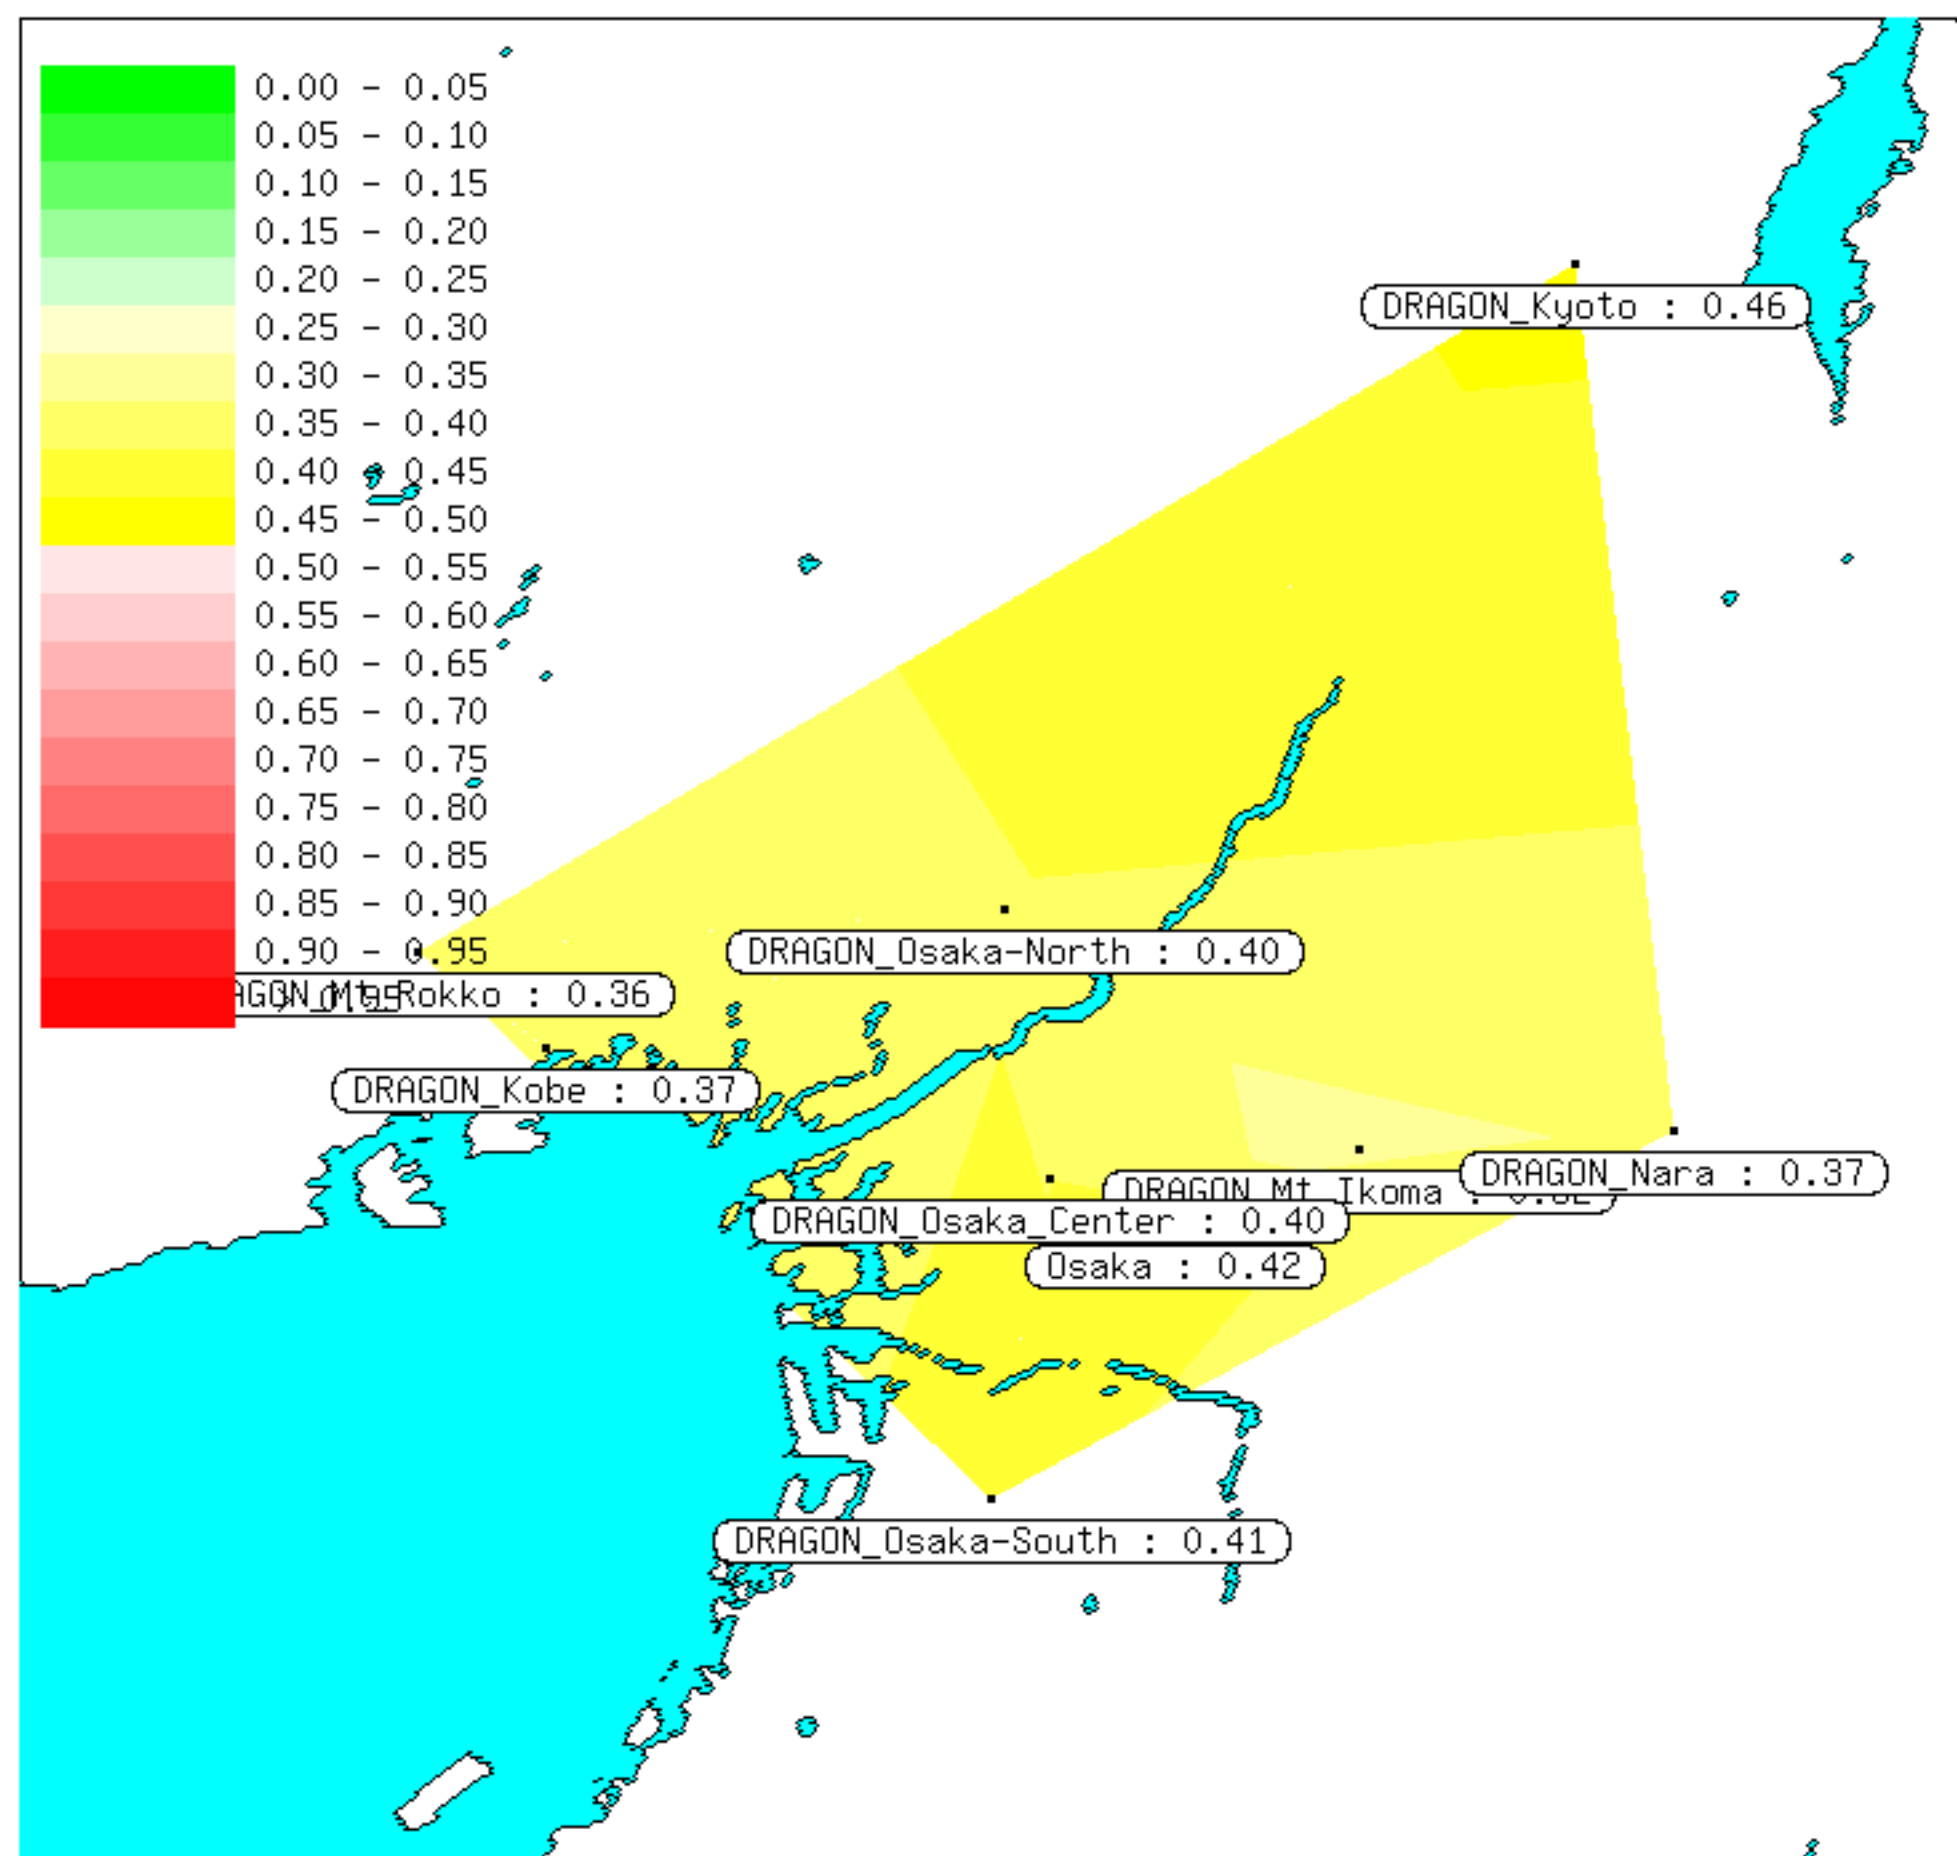 0.00 - 0.05
0.05 - 0.10
0.10 - 0.15
0.15 - 0.20
0.20 - 0.25
0.25 - 0.30
0.30 - 0.35
0.35 - 0.40
0.40 - 0.45
0.45 - 0.50
0.50 - 0.55
0.55 - 0.60
0.60 - 0.65
0.65 - 0.70
0.70 - 0.75
0.75 - 0.80
0.80 - 0.85
0.85 - 0.90
0.90 - 0.95
> 0.95
DRAGON_Kyoto : 0.46
DRAGON_Osaka-North : 0.40
AGON_Mt_Rokko : 0.36
DRAGON_Kobe : 0.37
DRAGON_Nara : 0.37
DRAGON_Mt_Ikoma :
DRAGON_Osaka_Center : 0.40
Osaka : 0.42
DRAGON_Osaka-South : 0.41